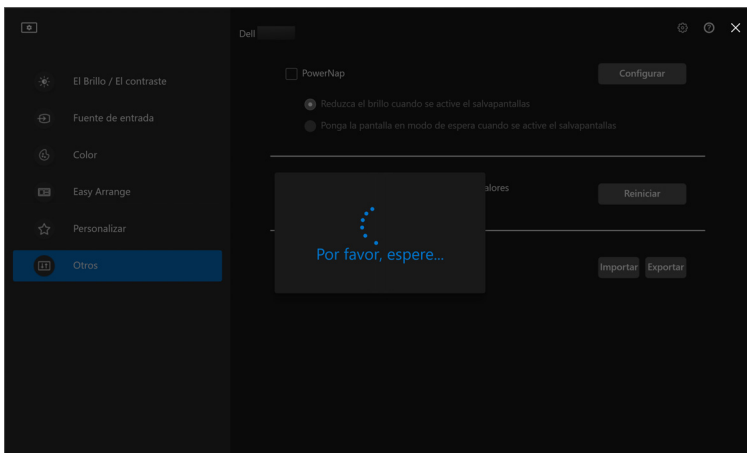 Dell
El Brillo / El contraste
Fuente de entrada
Color
Easy Arrange
Personalizar
Otros
PowerNap
Configurar
Reduzca el brillo cuando se active el salvapantallas
Ponga la pantalla en modo de espera cuando se active el salvapantallas
Reiniciar
Por favor, espere...
Importar Exportar